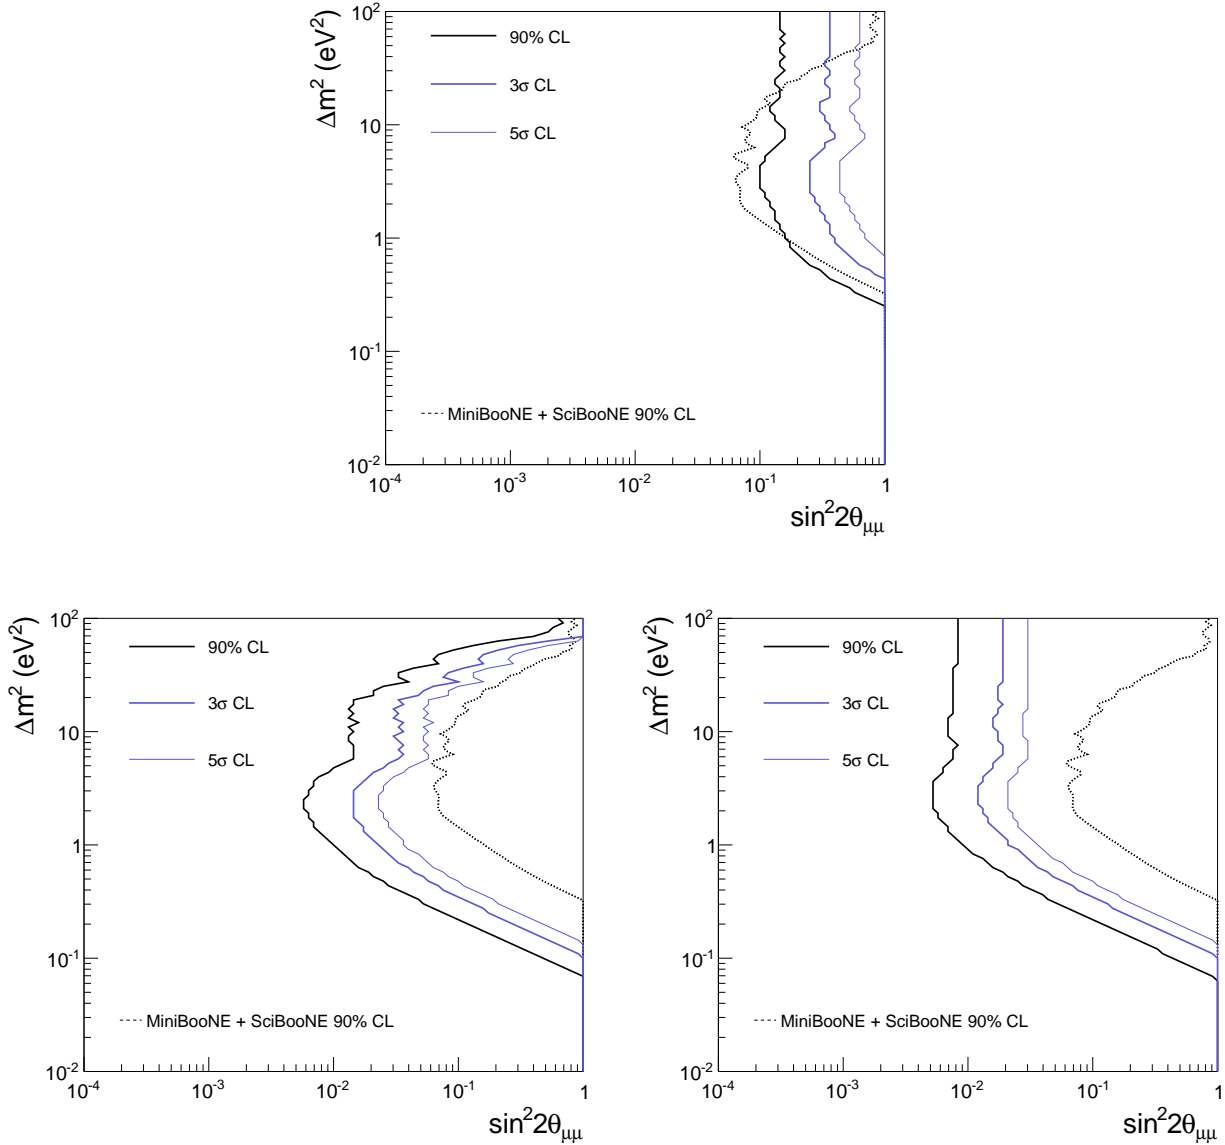 Δm² (eV²)
10²
10
1
10⁻¹
10⁻²
90% CL
3σ CL
5σ CL
MiniBooNE + SciBooNE 90% CL
10⁻⁴ 10⁻³ 10⁻² 10⁻¹ 1
sin²2θμμ
Δm² (eV²)
10²
10
1
10⁻¹
10⁻²
90% CL
3σ CL
5σ CL
MiniBooNE + SciBooNE 90% CL
10⁻⁴ 10⁻³ 10⁻² 10⁻¹ 1
sin²2θμμ
Δm² (eV²)
10²
10
1
10⁻¹
10⁻²
90% CL
3σ CL
5σ CL
MiniBooNE + SciBooNE 90% CL
10⁻⁴ 10⁻³ 10⁻² 10⁻¹ 1
sin²2θμμ